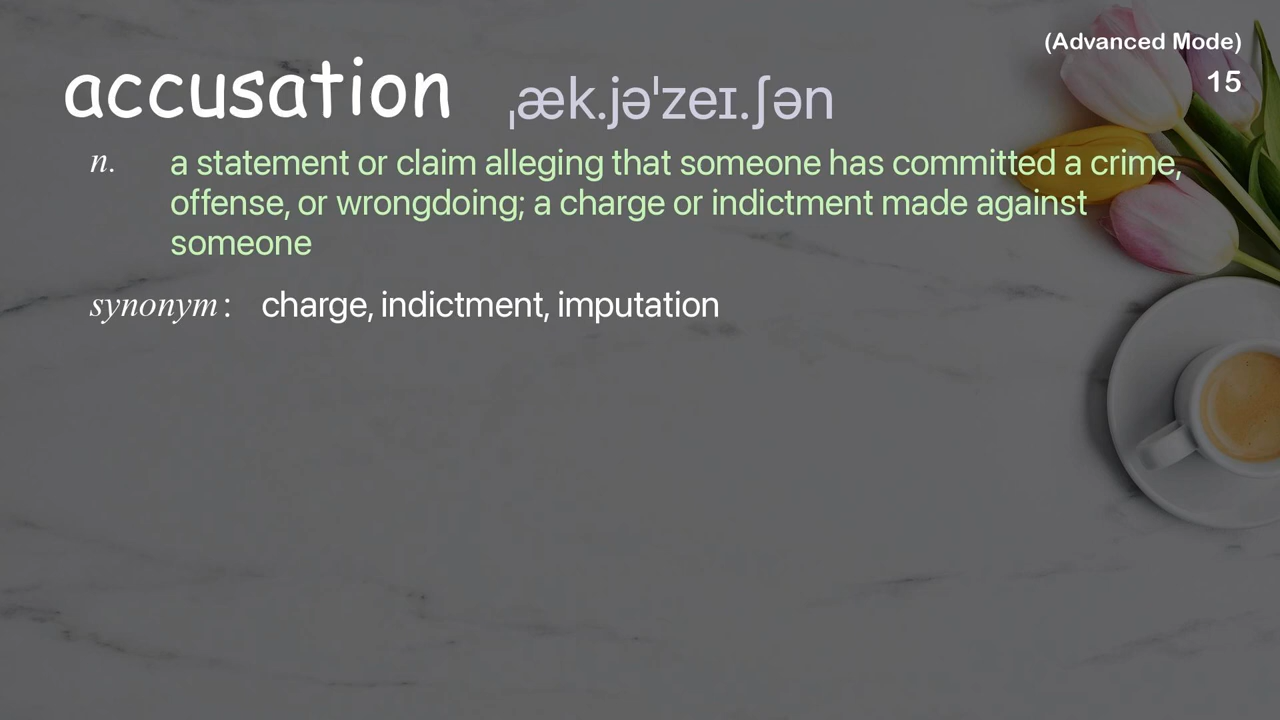 (Advanced Mode)
accusation ˌæk.jəˈzeɪ.ʃən
15
n. a statement or claim alleging that someone has committed a crime,
offense, or wrongdoing; a charge or indictment made against
someone
synonym : charge, indictment, imputation